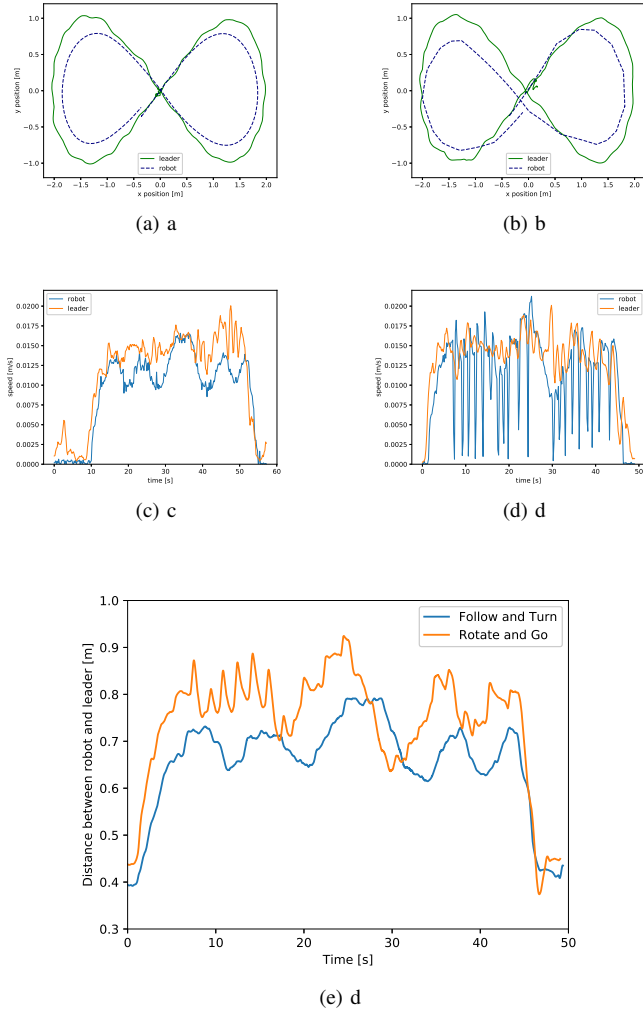 1.0
0.5
0.0
−0.5
−1.0
y position [m]
leader
robot
−2.0 −1.5 −1.0 −0.5 0.0 0.5 1.0 1.5 2.0
x position [m]
(a) a
1.0
0.5
0.0
−0.5
−1.0
y position [m]
leader
robot
−2.0 −1.5 −1.0 −0.5 0.0 0.5 1.0 1.5 2.0
x position [m]
(b) b
robot
leader
0.0200
0.0175
0.0150
0.0125
0.0100
0.0075
0.0050
0.0025
0.0000
speed [m/s]
0 10 20 30 40 50 60
time [s]
(c) c
robot
leader
0.0200
0.0175
0.0150
0.0125
0.0100
0.0075
0.0050
0.0025
0.0000
speed [m/s]
0 10 20 30 40 50
time [s]
(d) d
Follow and Turn
Rotate and Go
1.0
0.9
0.8
0.7
0.6
0.5
0.4
0.3
Distance between robot and leader [m]
0 10 20 30 40 50
Time [s]
(e) d